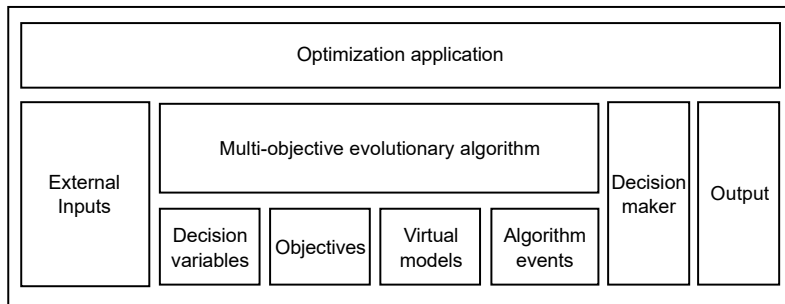 Optimization application
External
Inputs
Multi-objective evolutionary algorithm
Decision
variables
Objectives
Virtual
models
Algorithm
events
Decision
maker
Output